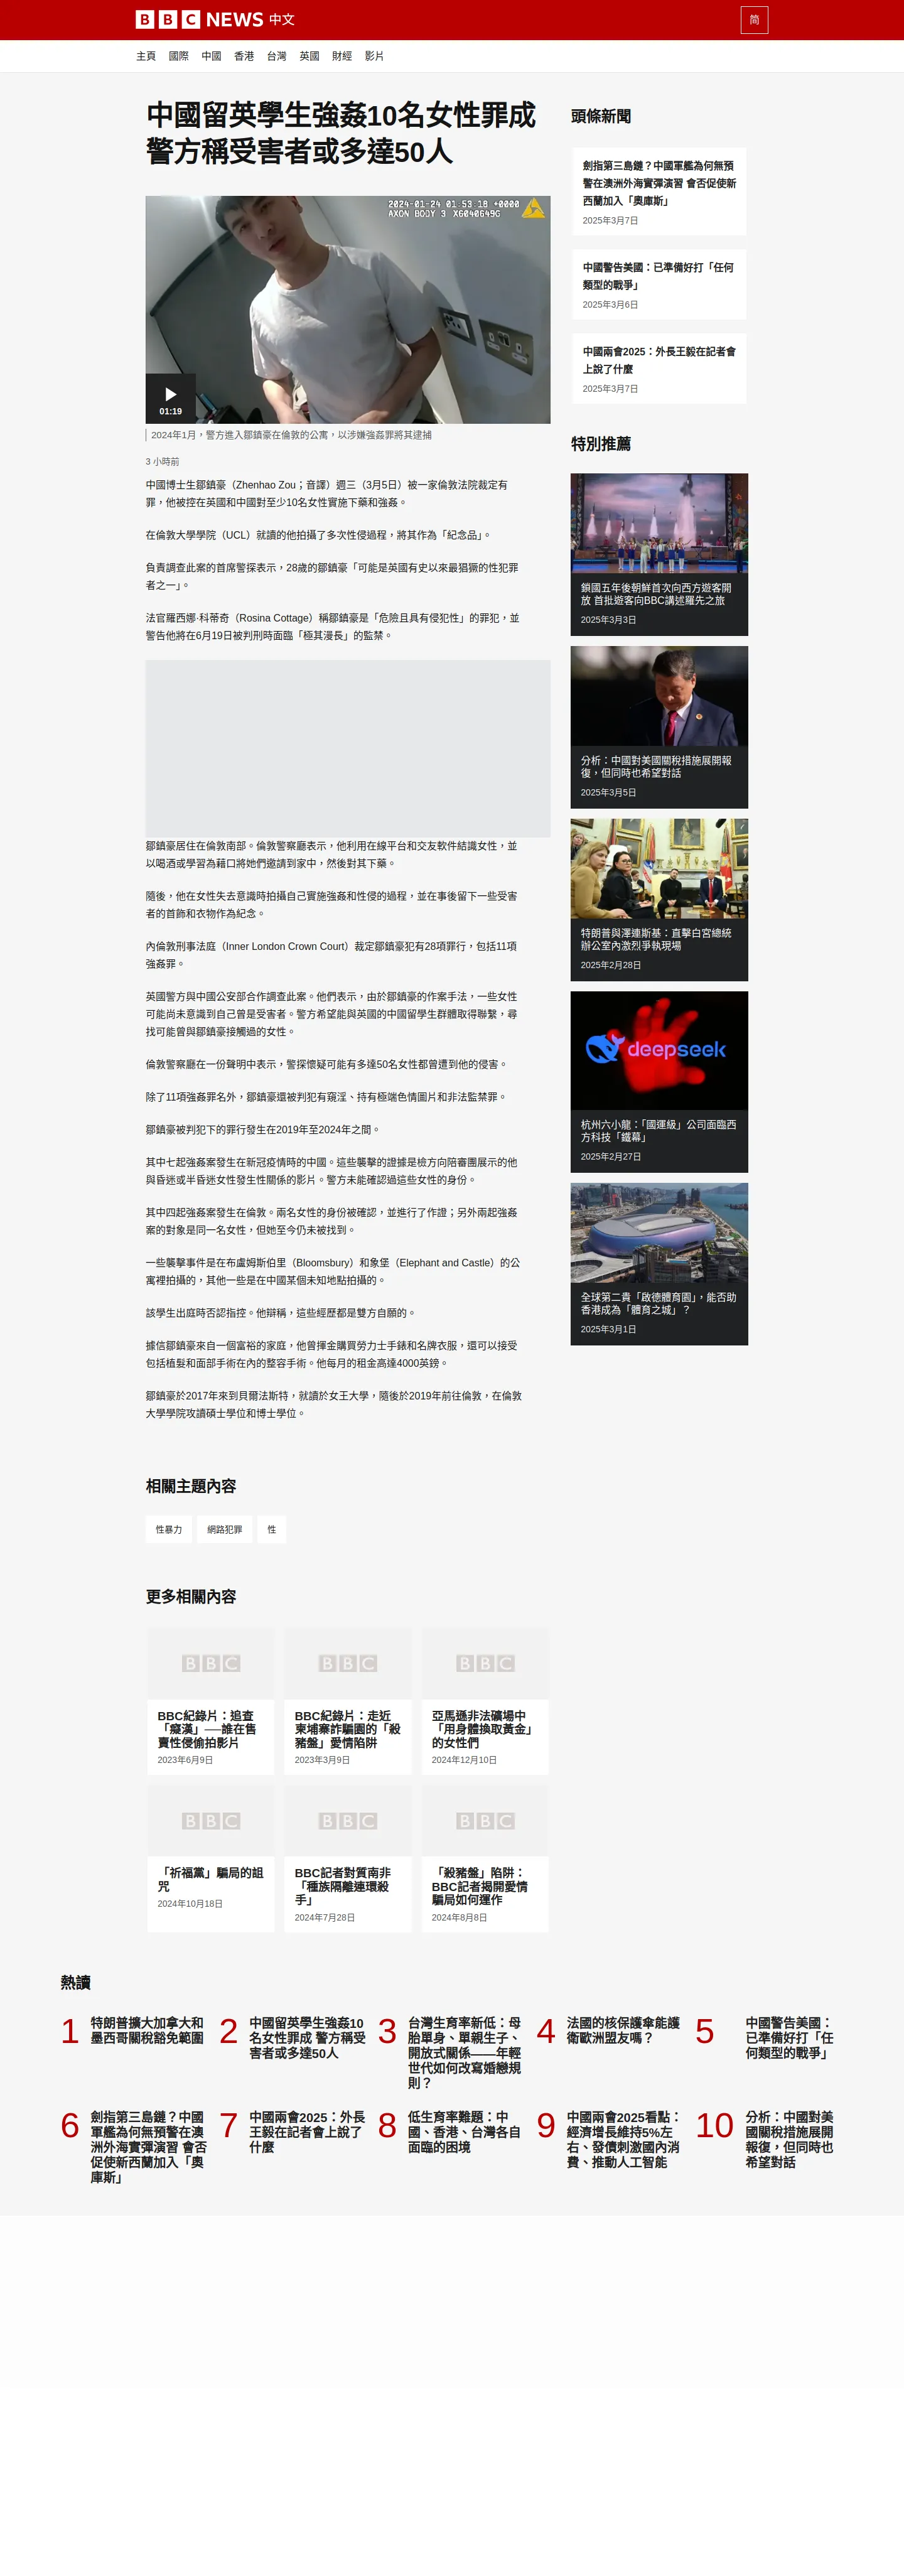 BBC NEWS 中文
简
主頁 國際 中國 香港 台灣 英國 財經 影片
中國留英學生強姦10名女性罪成
警方稱受害者或多達50人
2024-01-24 01:53:18 +0000
AXON BODY 3 X6040649G
01:19
2024年1月，警方進入鄒鎮豪在倫敦的公寓，以涉嫌強姦罪將其逮捕
3 小時前
中國博士生鄒鎮豪（Zhenhao Zou；音譯）週三（3月5日）被一家倫敦法院裁定有
罪，他被控在英國和中國對至少10名女性實施下藥和強姦。
在倫敦大學學院（UCL）就讀的他拍攝了多次性侵過程，將其作為「紀念品」。
負責調查此案的首席警探表示，28歲的鄒鎮豪「可能是英國有史以來最猖獗的性犯罪
者之一」。
法官羅西娜·科蒂奇（Rosina Cottage）稱鄒鎮豪是「危險且具有侵犯性」的罪犯，並
警告他將在6月19日被判刑時面臨「極其漫長」的監禁。
鄒鎮豪居住在倫敦南部。倫敦警察廳表示，他利用在線平台和交友軟件結識女性，並
以喝酒或學習為藉口將她們邀請到家中，然後對其下藥。
隨後，他在女性失去意識時拍攝自己實施強姦和性侵的過程，並在事後留下一些受害
者的首飾和衣物作為紀念。
內倫敦刑事法庭（Inner London Crown Court）裁定鄒鎮豪犯有28項罪行，包括11項
強姦罪。
英國警方與中國公安部合作調查此案。他們表示，由於鄒鎮豪的作案手法，一些女性
可能尚未意識到自己曾是受害者。警方希望能與英國的中國留學生群體取得聯繫，尋
找可能曾與鄒鎮豪接觸過的女性。
倫敦警察廳在一份聲明中表示，警探懷疑可能有多達50名女性都曾遭到他的侵害。
除了11項強姦罪名外，鄒鎮豪還被判犯有窺淫、持有極端色情圖片和非法監禁罪。
鄒鎮豪被判犯下的罪行發生在2019年至2024年之間。
其中七起強姦案發生在新冠疫情時的中國。這些襲擊的證據是檢方向陪審團展示的他
與昏迷或半昏迷女性發生性關係的影片。警方未能確認過這些女性的身份。
其中四起強姦案發生在倫敦。兩名女性的身份被確認，並進行了作證；另外兩起強姦
案的對象是同一名女性，但她至今仍未被找到。
一些襲擊事件是在布盧姆斯伯里（Bloomsbury）和象堡（Elephant and Castle）的公
寓裡拍攝的，其他一些是在中國某個未知地點拍攝的。
該學生出庭時否認指控。他辯稱，這些經歷都是雙方自願的。
據信鄒鎮豪來自一個富裕的家庭，他曾揮金購買勞力士手錶和名牌衣服，還可以接受
包括植髮和面部手術在內的整容手術。他每月的租金高達4000英鎊。
鄒鎮豪於2017年來到貝爾法斯特，就讀於女王大學，隨後於2019年前往倫敦，在倫敦
大學學院攻讀碩士學位和博士學位。
相關主題內容
性暴力 網路犯罪 性
更多相關內容
BBC BBC BBC
BBC紀錄片：追查
「癡漢」──誰在售
賣性侵偷拍影片
2023年6月9日
BBC紀錄片：走近
柬埔寨詐騙園的「殺
豬盤」愛情陷阱
2023年3月9日
亞馬遜非法礦場中
「用身體換取黃金」
的女性們
2024年12月10日
BBC BBC BBC
「祈福黨」騙局的詛
咒
2024年10月18日
BBC記者對質南非
「種族隔離連環殺
手」
2024年7月28日
「殺豬盤」陷阱：
BBC記者揭開愛情
騙局如何運作
2024年8月8日
頭條新聞
劍指第三島鏈？中國軍艦為何無預
警在澳洲外海實彈演習 會否促使新
西蘭加入「奧庫斯」
2025年3月7日
中國警告美國：已準備好打「任何
類型的戰爭」
2025年3月6日
中國兩會2025：外長王毅在記者會
上說了什麼
2025年3月7日
特別推薦
鎖國五年後朝鮮首次向西方遊客開
放 首批遊客向BBC講述羅先之旅
2025年3月3日
分析：中國對美國關稅措施展開報
復，但同時也希望對話
2025年3月5日
特朗普與澤連斯基：直擊白宮總統
辦公室內激烈爭執現場
2025年2月28日
deepseek
杭州六小龍：「國運級」公司面臨西
方科技「鐵幕」
2025年2月27日
全球第二貴「啟德體育園」，能否助
香港成為「體育之城」？
2025年3月1日
熱讀
1
特朗普擴大加拿大和
墨西哥關稅豁免範圍
2
中國留英學生強姦10
名女性罪成 警方稱受
害者或多達50人
3
台灣生育率新低：母
胎單身、單親生子、
開放式關係——年輕
世代如何改寫婚戀規
則？
4
法國的核保護傘能護
衛歐洲盟友嗎？
5
中國警告美國：
已準備好打「任
何類型的戰爭」
6
劍指第三島鏈？中國
軍艦為何無預警在澳
洲外海實彈演習 會否
促使新西蘭加入「奧
庫斯」
7
中國兩會2025：外長
王毅在記者會上說了
什麼
8
低生育率難題：中
國、香港、台灣各自
面臨的困境
9
中國兩會2025看點：
經濟增長維持5%左
右、發債刺激國內消
費、推動人工智能
10
分析：中國對美
國關稅措施展開
報復，但同時也
希望對話